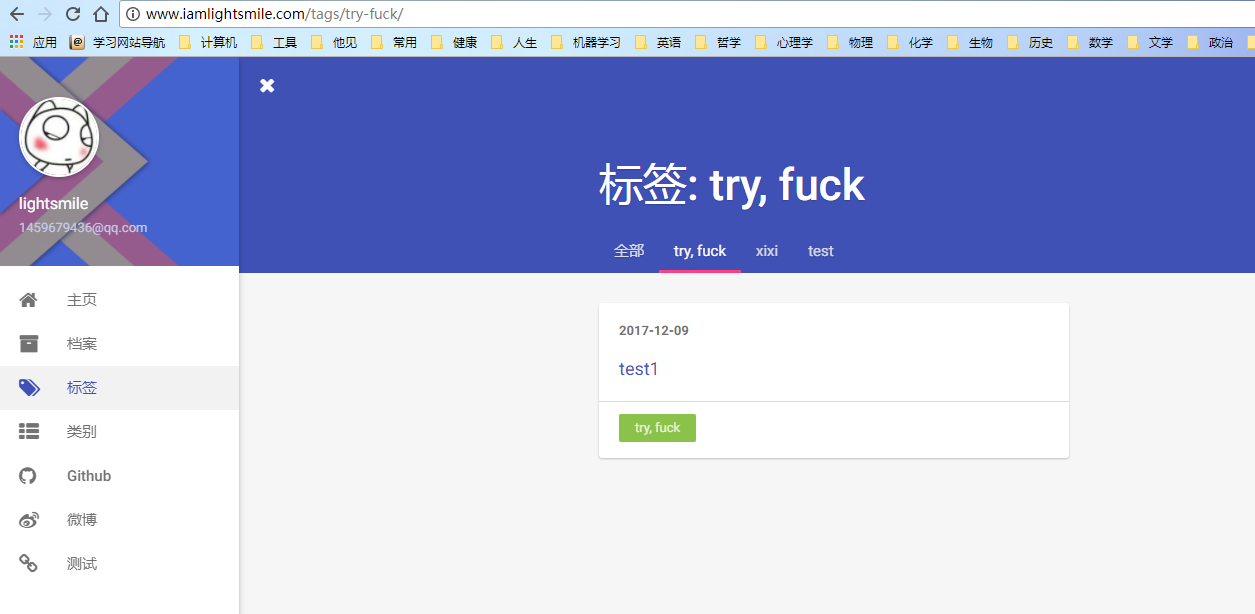 www.iamlightsmile.com/tags/try-fuck/
应用 学习网站导航 计算机 工具 他见 常用 健康 人生 机器学习 英语 哲学 心理学 物理 化学 生物 历史 数学 文学 政治
lightsmile
1459679436@qq.com
主页
档案
标签
类别
Github
微博
测试
标签: try, fuck
全部 try, fuck xixi test
2017-12-09
test1
try, fuck